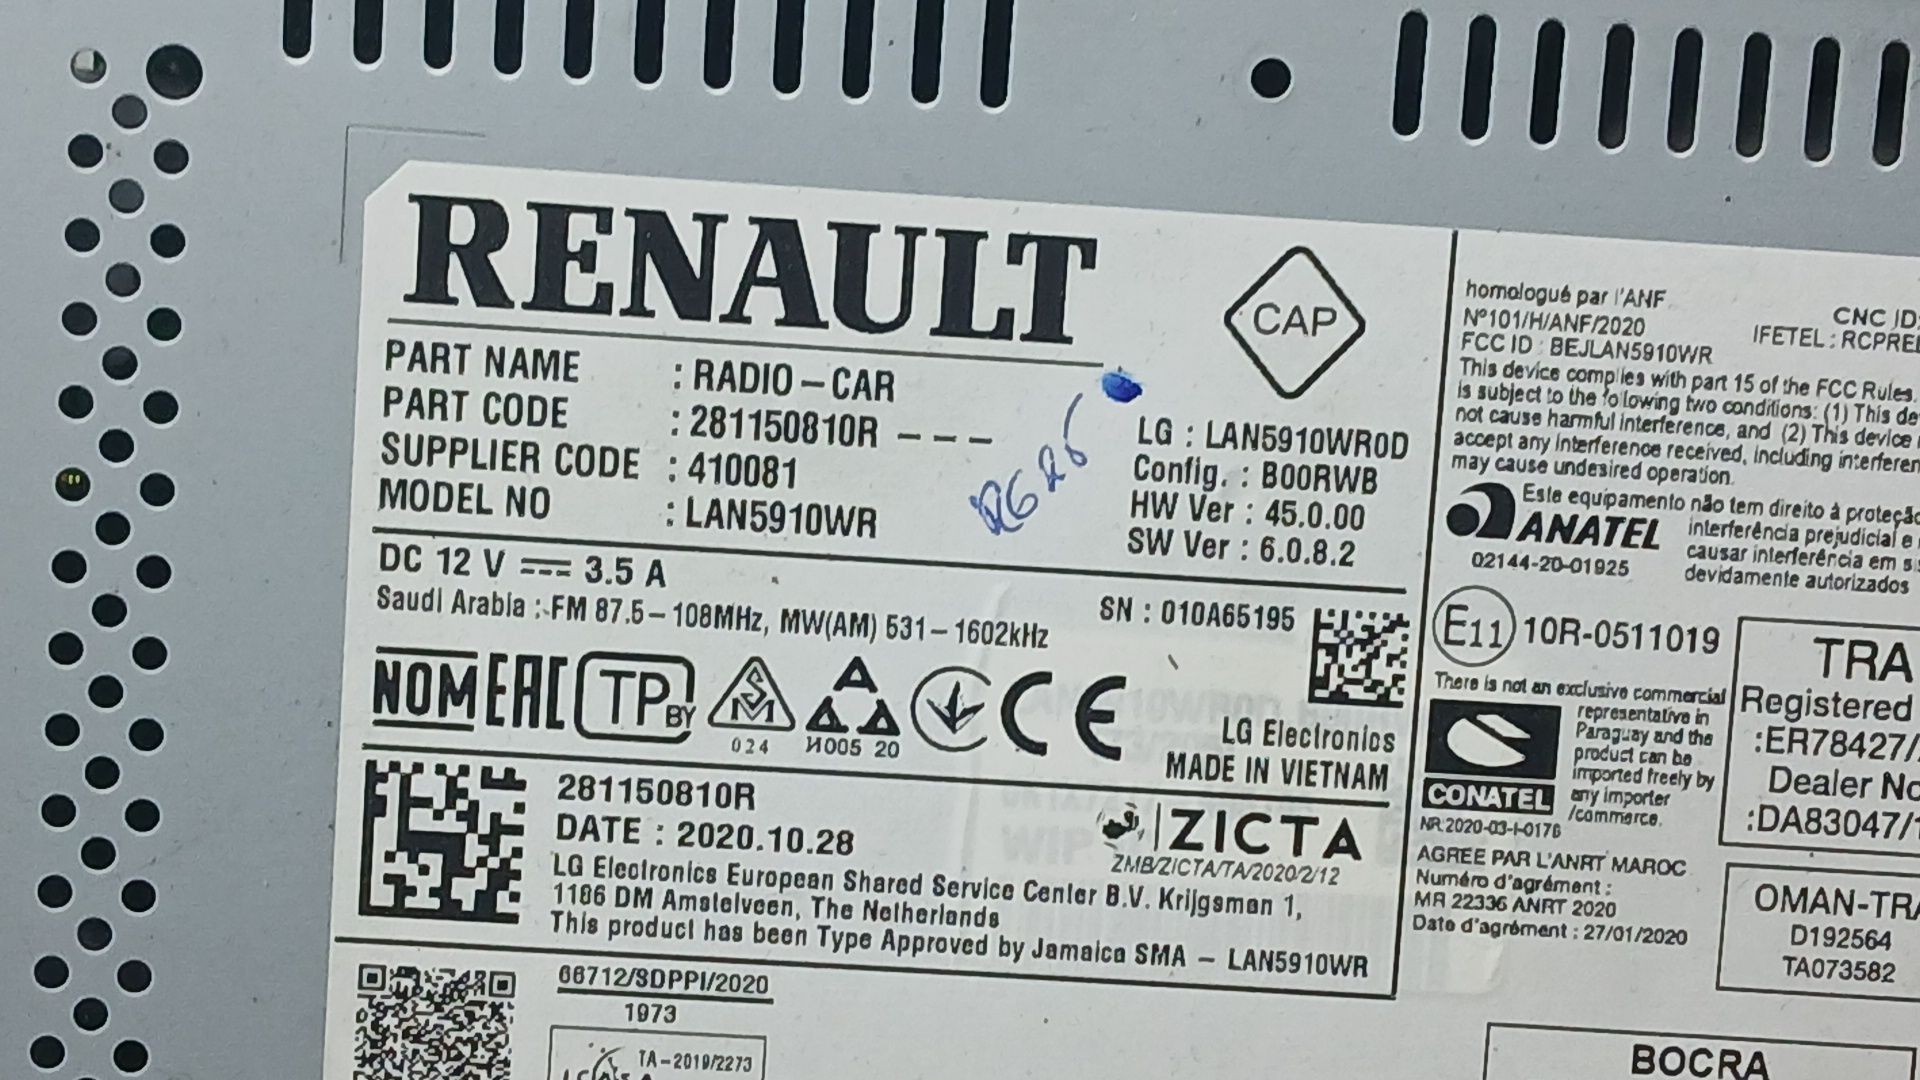 RENAULT
CAP
PART NAME : RADIO-CAR
PART CODE : 281150810R - - -
SUPPLIER CODE : 410081
MODEL NO : LAN5910WR
LG : LAN5910WR0D
Config. : B00RWB
HW Ver : 45.0.00
SW Ver : 6.0.8.2
DC 12 V 3.5 A
Saudi Arabia : FM 87.5-108MHz, MW(AM) 531-1602kHz
SN : 010A65195
NOM EAC TP BY
024 И005 20
CE
LG Electronics
MADE IN VIETNAM
281150810R
DATE : 2020.10.28
ZICTA
ZMB/ZICTA/TA/2020/2/12
LG Electronics European Shared Service Center B.V. Krijgsman 1,
1186 DM Amstelveen, The Netherlands
This product has been Type Approved by Jamaica SMA - LAN5910WR
66712/SDPPI/2020
1973
TA-2019/2273
homologué par l'ANF
N°101/H/ANF/2020
FCC ID : BEJLAN5910WR
CNC ID:
IFETEL : RCPRE
This device complies with part 15 of the FCC Rules.
is subject to the following two conditions: (1) This de
not cause harmful interference, and (2) This device
accept any interference received, including interferen
may cause undesired operation.
Este equipamento não tem direito à proteção
ANATEL
interferência prejudicial e
02144-20-01925
causar interferência em si
devidamente autorizados
E11 10R-0511019
There is not an exclusive commercial
representative in
Paraguay and the
product can be
imported freely by
any importer
/commerce.
CONATEL
NR:2020-03-I-0176
AGREE PAR L'ANRT MAROC
Numéro d'agrément :
MR 22336 ANRT 2020
Date d'agrément : 27/01/2020
TRA
Registered
:ER78427/
Dealer No
:DA83047/1
OMAN-TRA
D192564
TA073582
BOCRA